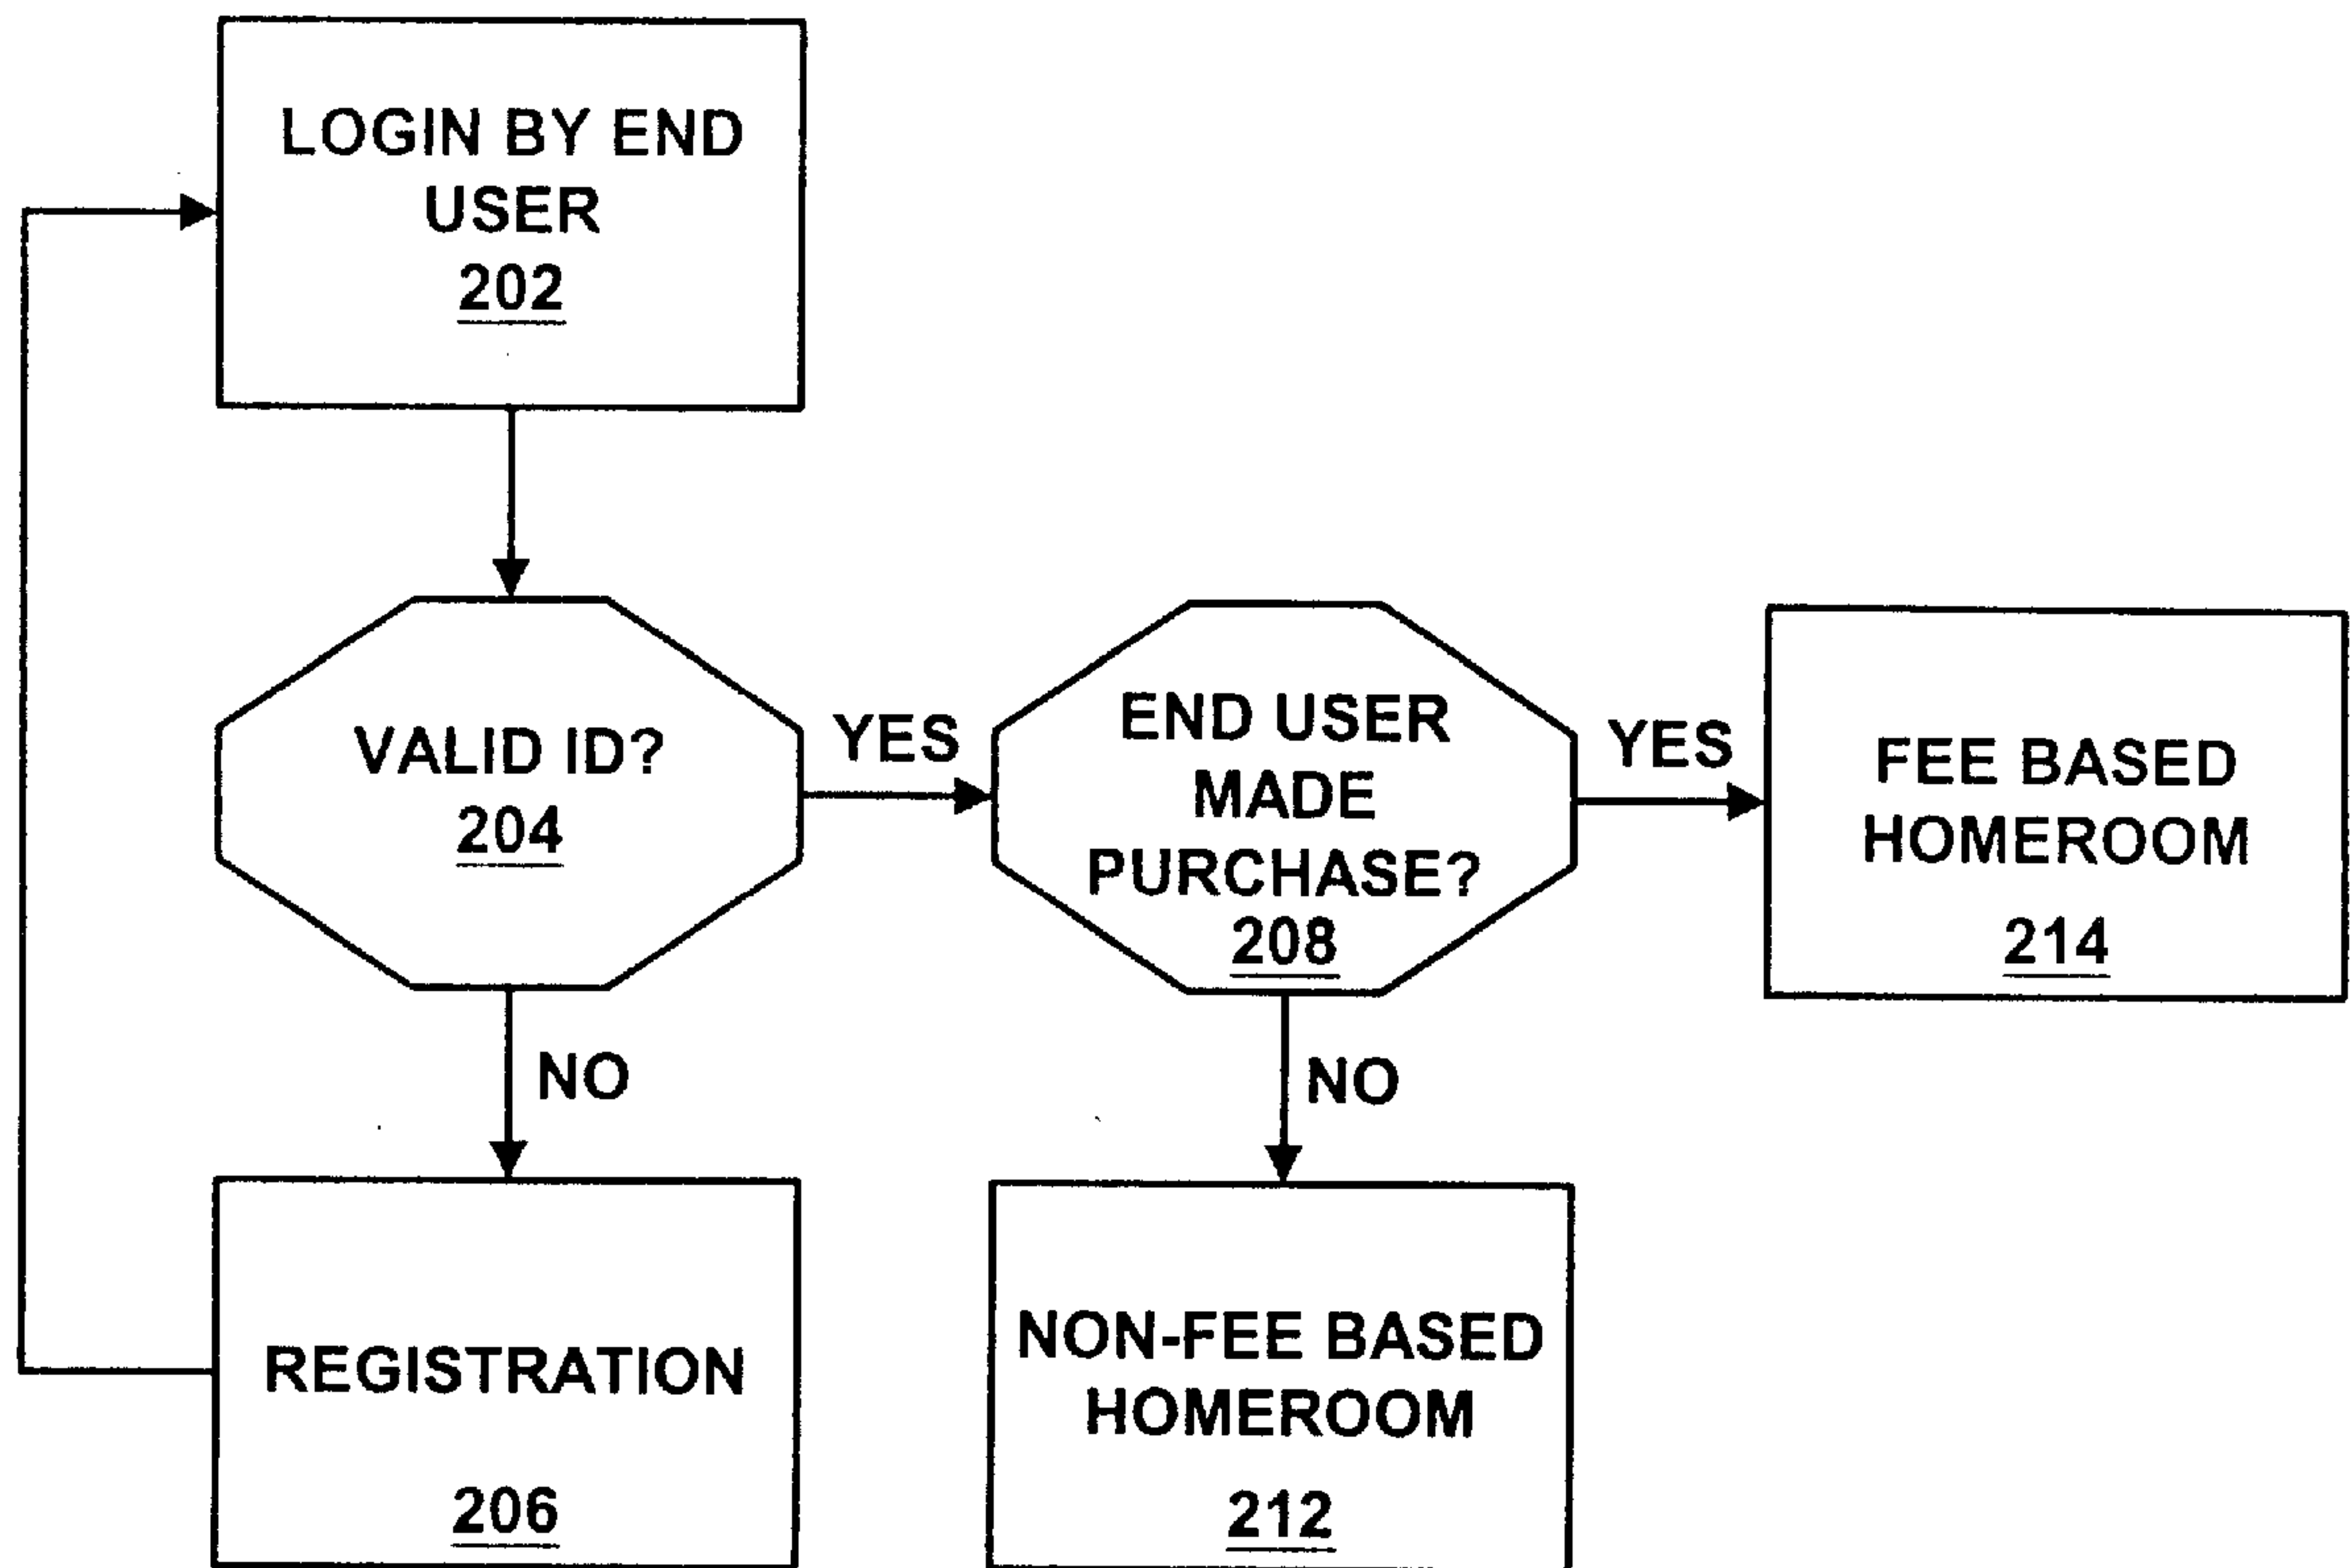 LOGIN BY END
USER
202
VALID ID?
204
YES
END USER
MADE
PURCHASE?
208
YES
FEE BASED
HOMEROOM
214
NO
NO
REGISTRATION
206
NON-FEE BASED
HOMEROOM
212